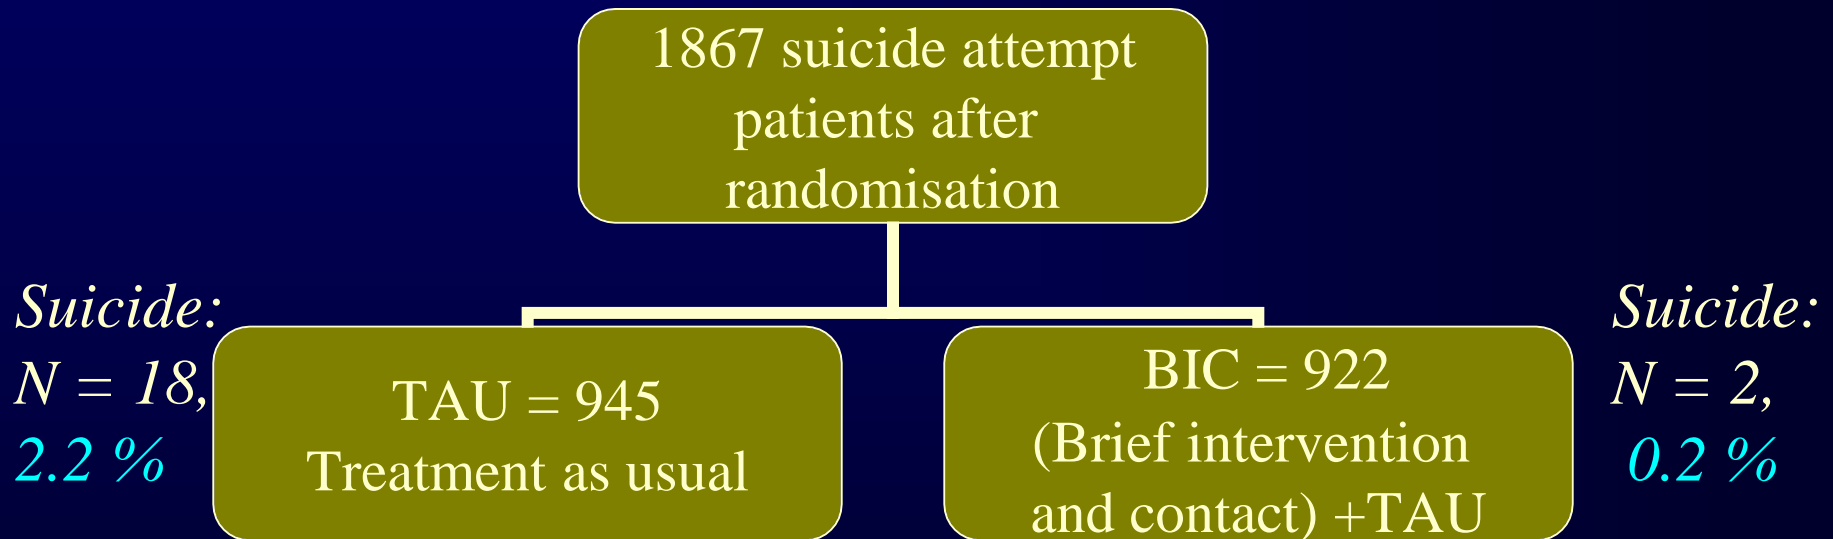 1867 suicide attempt
patients after
randomisation
Suicide:
N = 18,
2.2 %
TAU = 945
Treatment as usual
BIC = 922
(Brief intervention
and contact) +TAU
Suicide:
N = 2,
0.2 %